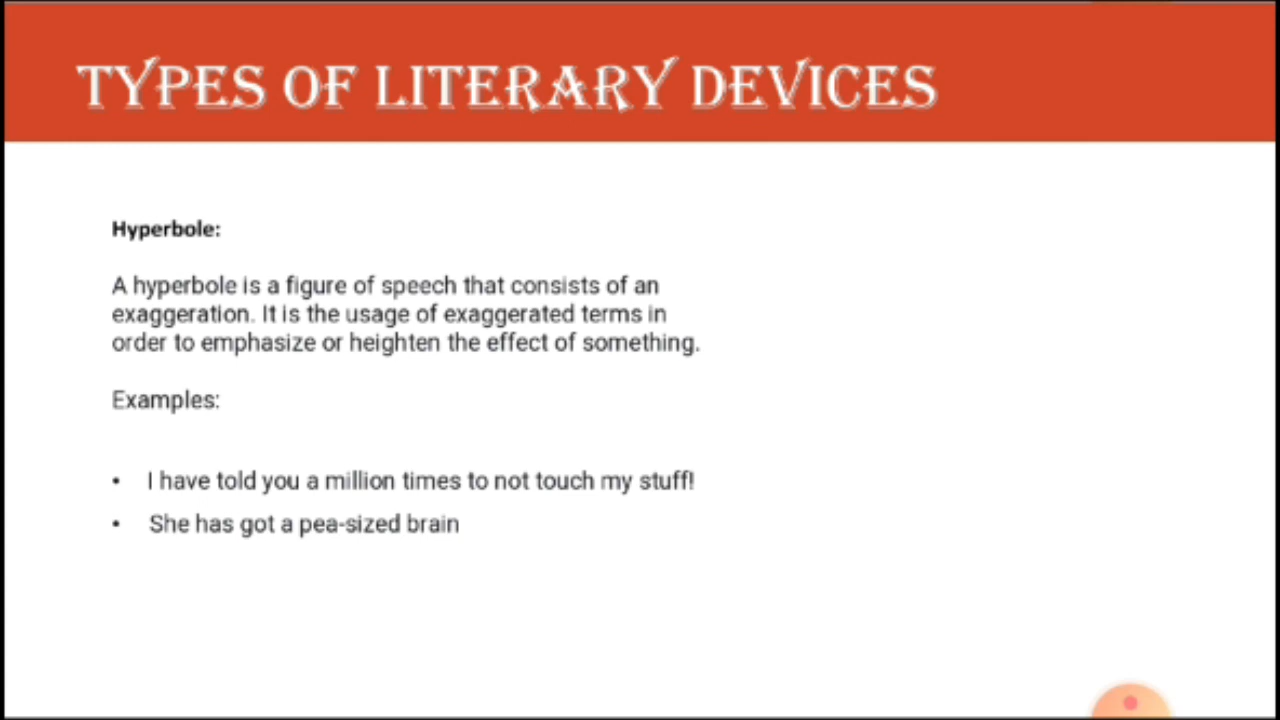 TYPES OF LITERARY DEVICES
Hyperbole:
A hyperbole is a figure of speech that consists of an
exaggeration. It is the usage of exaggerated terms in
order to emphasize or heighten the effect of something.
Examples:
• I have told you a million times to not touch my stuff!
• She has got a pea-sized brain